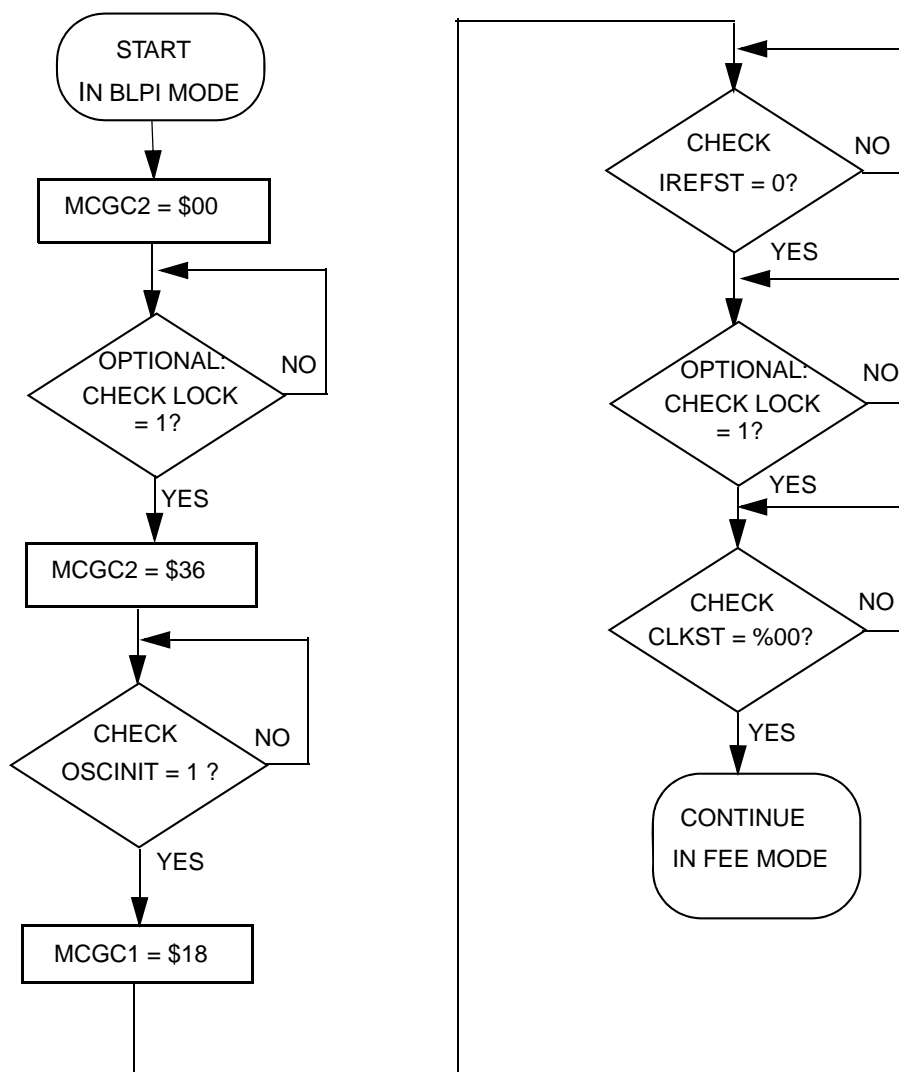 START
IN BLPI MODE
MCGC2 = $00
OPTIONAL:
CHECK LOCK
= 1?
NO
YES
MCGC2 = $36
CHECK
OSCINIT = 1 ?
NO
YES
MCGC1 = $18
CHECK
IREFST = 0?
NO
YES
OPTIONAL:
CHECK LOCK
= 1?
NO
YES
CHECK
CLKST = %00?
NO
YES
CONTINUE
IN FEE MODE